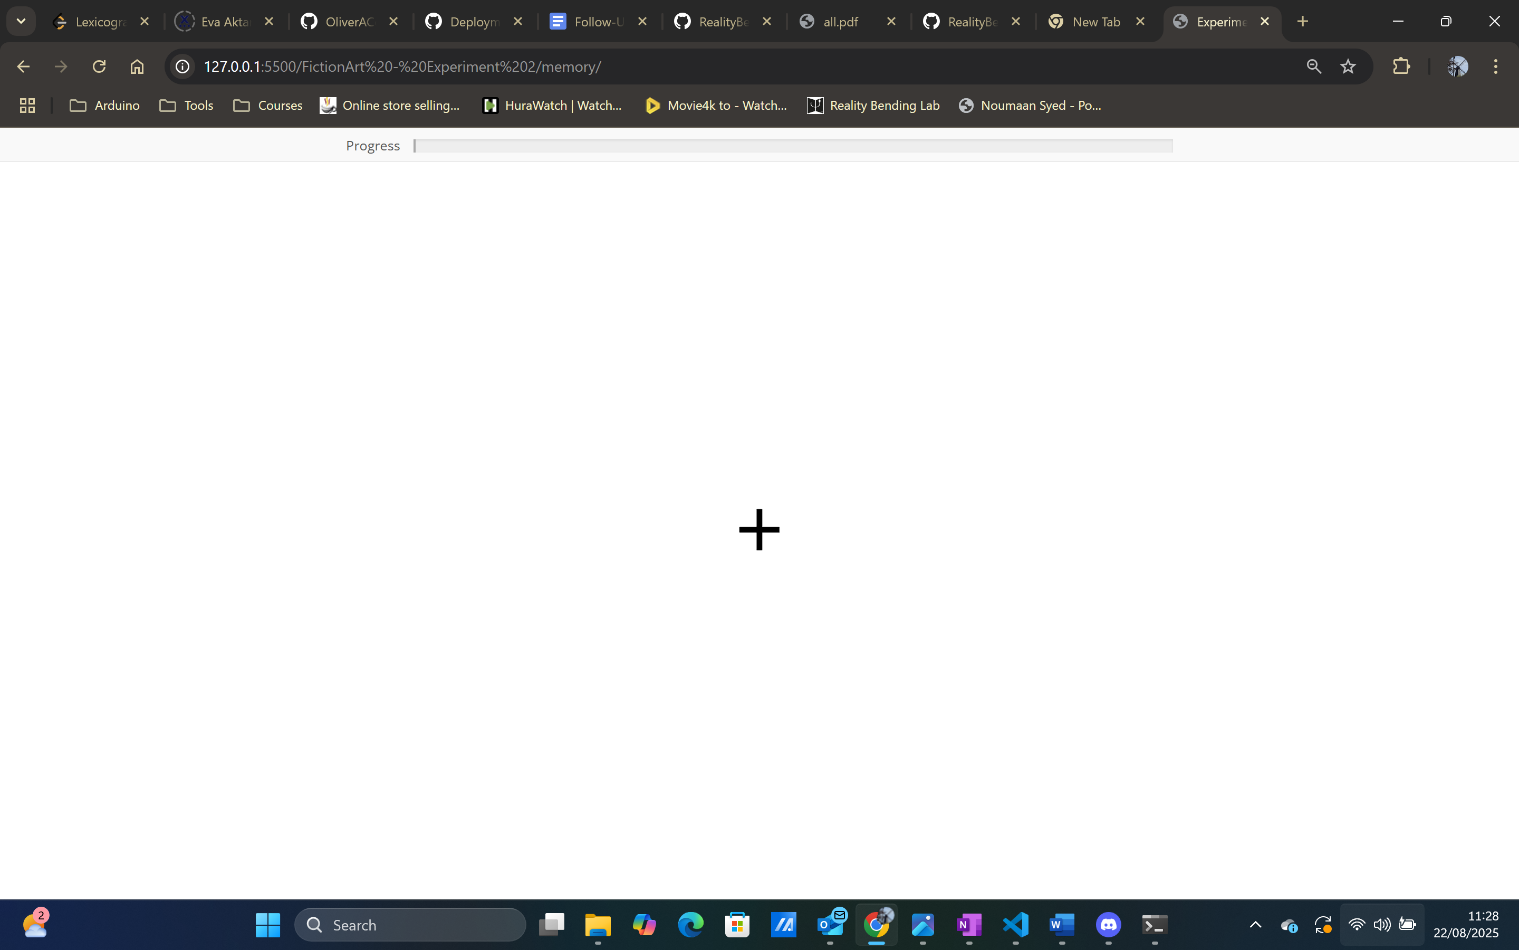 Lexicogr
Eva Akta
OliverAC
Deploym
Follow-U
RealityBe
all.pdf
RealityBe
New Tab
Experime
127.0.0.1:5500/FictionArt%20-%20Experiment%202/memory/
Arduino
Tools
Courses
Online store selling...
HuraWatch | Watch...
Movie4k to - Watch...
Reality Bending Lab
Noumaan Syed - Po...
Progress
+
2
Search
11:28
22/08/2025